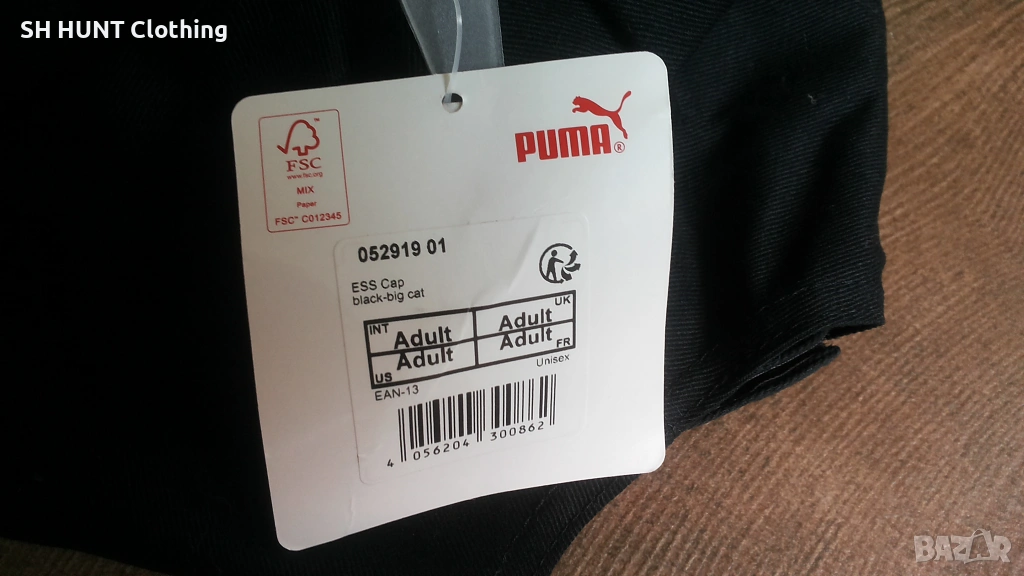 SH HUNT Clothing
FSC
www.fsc.org
MIX
Paper
FSC™ C012345
PUMA®
052919 01
ESS Cap
black-big cat
INT Adult
UK Adult
US Adult
FR Adult
Unisex
EAN-13
4 056204 300862
BAZAR